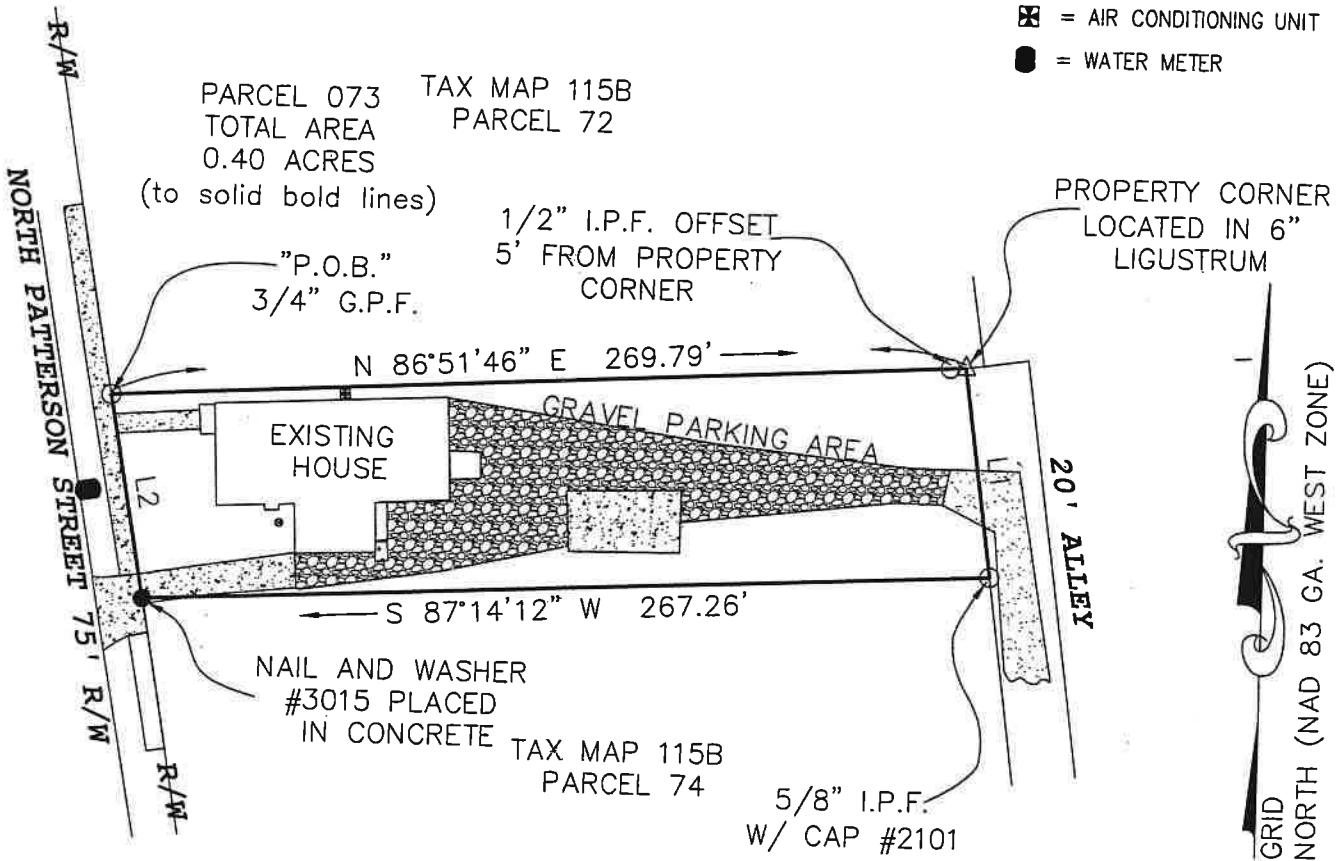 = AIR CONDITIONING UNIT
= WATER METER
R/W
PARCEL 073
TOTAL AREA
0.40 ACRES
(to solid bold lines)
TAX MAP 115B
PARCEL 72
NORTH PATTERSON STREET 75' R/W
"P.O.B."
3/4" G.P.F.
1/2" I.P.F. OFFSET
5' FROM PROPERTY
CORNER
PROPERTY CORNER
LOCATED IN 6"
LIGUSTRUM
N 86°51'46" E 269.79'
EXISTING
HOUSE
GRAVEL PARKING AREA
L2
20' ALLEY
S 87°14'12" W 267.26'
NAIL AND WASHER
#3015 PLACED
IN CONCRETE
R/W
TAX MAP 115B
PARCEL 74
5/8" I.P.F.
W/ CAP #2101
GRID
NORTH (NAD 83 GA. WEST ZONE)